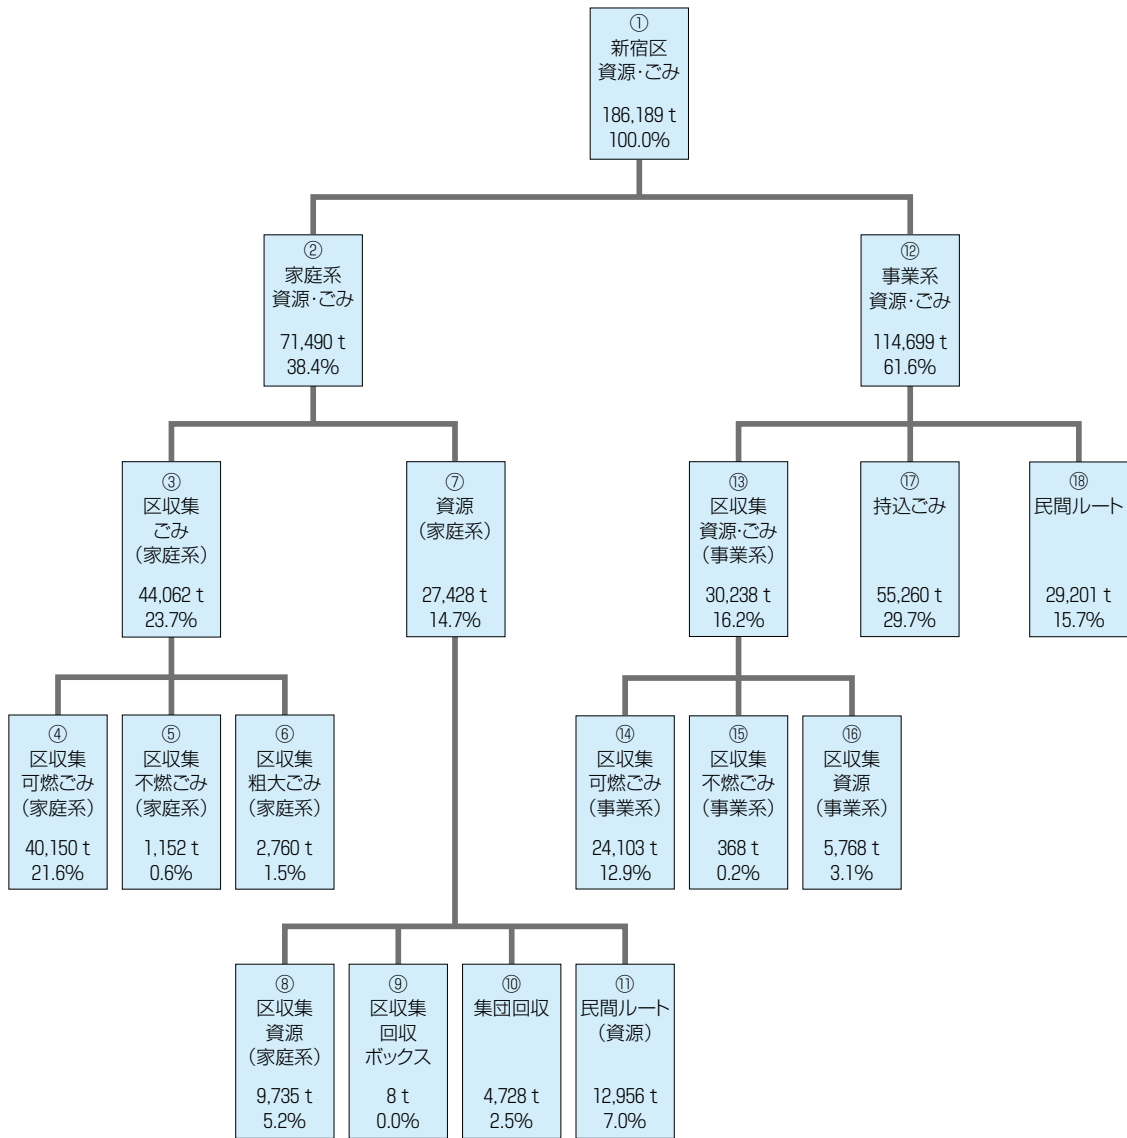 ①
新宿区
資源･ごみ
186,189 t
100.0%
②
家庭系
資源･ごみ
71,490 t
38.4%
⑫
事業系
資源･ごみ
114,699 t
61.6%
③
区収集
ごみ
（家庭系）
44,062 t
23.7%
⑦
資源
（家庭系）
27,428 t
14.7%
⑬
区収集
資源･ごみ
（事業系）
30,238 t
16.2%
⑰
持込ごみ
55,260 t
29.7%
⑱
民間ルート
29,201 t
15.7%
④
区収集
可燃ごみ
（家庭系）
40,150 t
21.6%
⑤
区収集
不燃ごみ
（家庭系）
1,152 t
0.6%
⑥
区収集
粗大ごみ
（家庭系）
2,760 t
1.5%
⑭
区収集
可燃ごみ
（事業系）
24,103 t
12.9%
⑮
区収集
不燃ごみ
（事業系）
368 t
0.2%
⑯
区収集
資源
（事業系）
5,768 t
3.1%
⑧
区収集
資源
（家庭系）
9,735 t
5.2%
⑨
区収集
回収
ボックス
8 t
0.0%
⑩
集団回収
4,728 t
2.5%
⑪
民間ルート
（資源）
12,956 t
7.0%